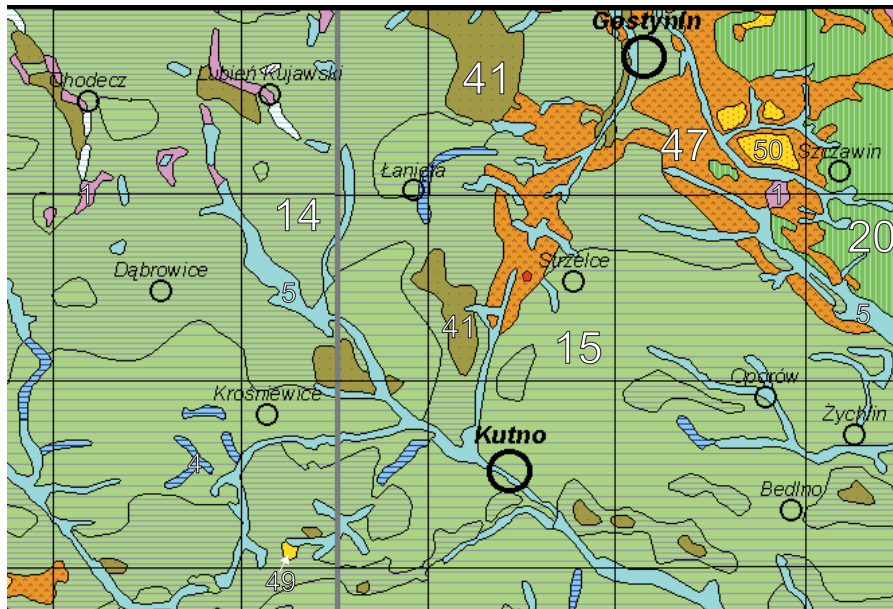 Gostynin
Chodecz
Lubień Kujawski
41
47
50
Szczawin
1
Łanięta
1
14
20
Dąbrowice
Strzelce
5
5
41
15
Krośniewice
Oporów
Żychlin
Kutno
4
Bedlno
49